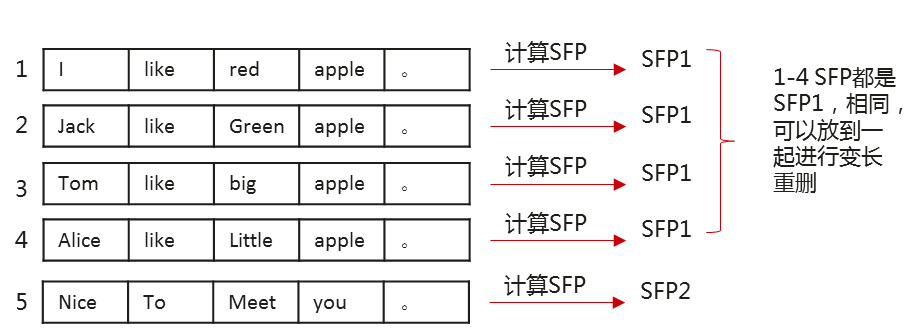 1 I like red apple 。 计算SFP SFP1
2 Jack like Green apple 。 计算SFP SFP1
3 Tom like big apple 。 计算SFP SFP1
4 Alice like Little apple 。 计算SFP SFP1
5 Nice To Meet you 。 计算SFP SFP2
1-4 SFP都是
SFP1，相同，
可以放到一
起进行变长
重删